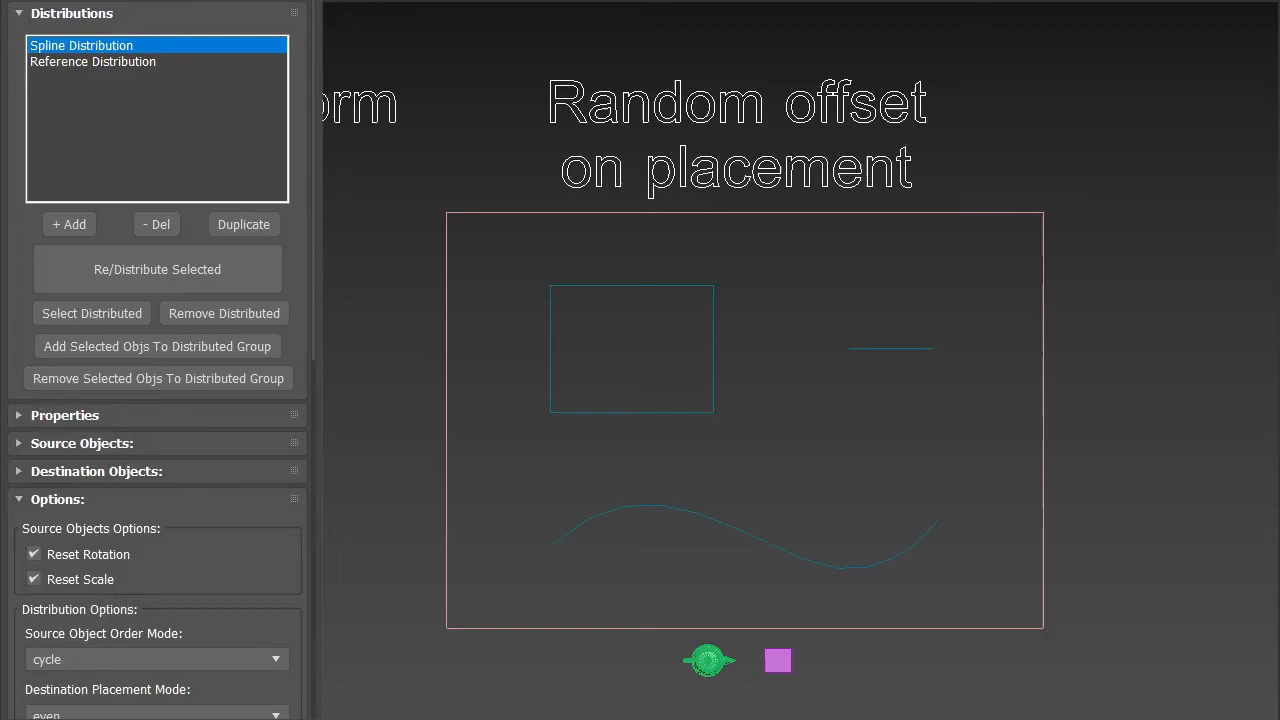 Distributions
Spline Distribution
Reference Distribution
+ Add
- Del
Duplicate
Re/Distribute Selected
Select Distributed
Remove Distributed
Add Selected Objs To Distributed Group
Remove Selected Objs To Distributed Group
Properties
Source Objects:
Destination Objects:
Options:
Source Objects Options:
Reset Rotation
Reset Scale
Distribution Options:
Source Object Order Mode:
cycle
Destination Placement Mode:
even
orm
Random offset
on placement